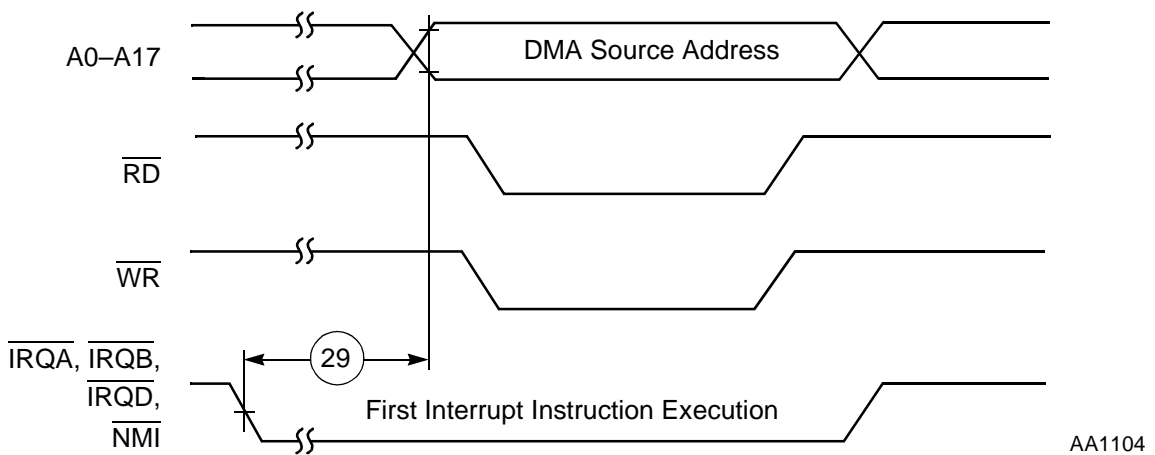 A0–A17
DMA Source Address
RD
WR
IRQA, IRQB,
IRQD,
NMI
29
First Interrupt Instruction Execution
AA1104